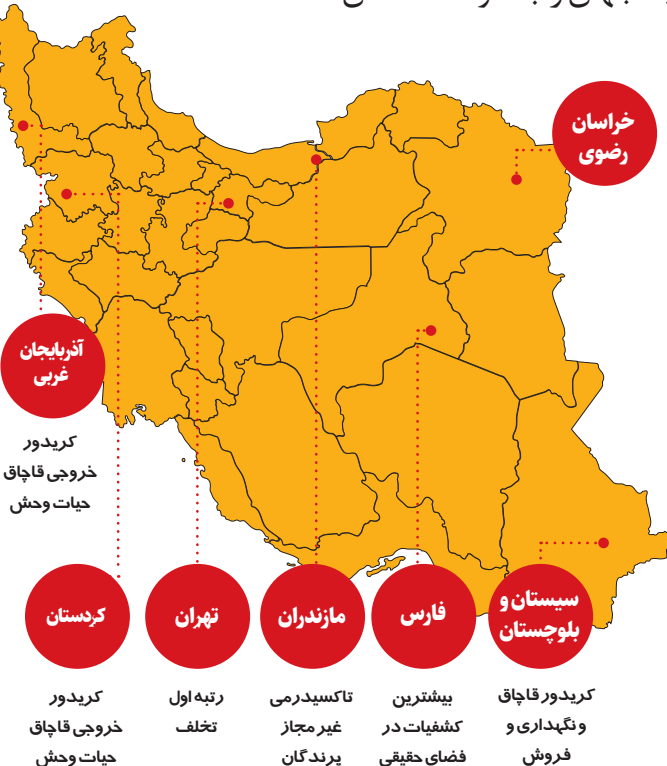 خراسان
رضوی
آذربایجان
غربی
کریدور
خروجی قاچاق
حیات وحش
سیستان و
بلوچستان
کریدور قاچاق
و نگهداری و
فروش
فارس
بیشترین
کشفیات در
فضای حقیقی
مازندران
تاکسیدرمی
غیر مجاز
پرندگان
تهران
رتبه اول
تخلف
کردستان
کریدور
خروجی قاچاق
حیات وحش